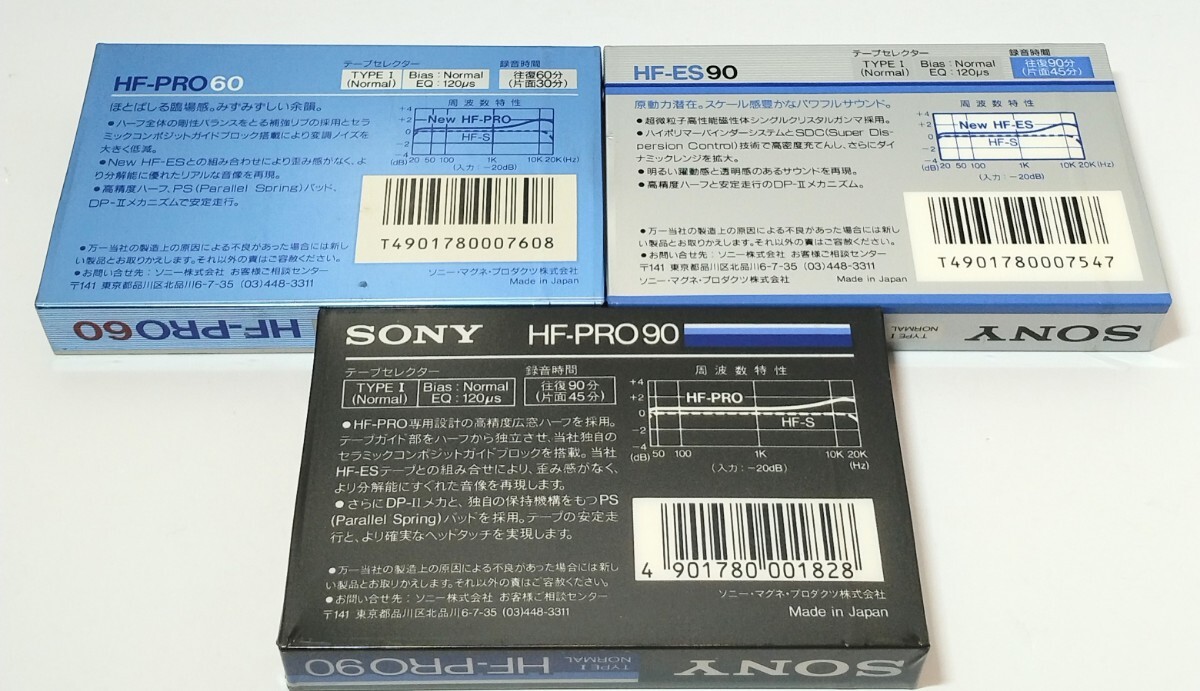 HF-PRO60
テープセレクター
録音時間
TYPE I
(Normal)
Bias : Normal
EQ : 120μs
往復60分
(片面30分)
ほとばしる臨場感。みずみずしい余韻。
●ハーフ全体の剛性バランスをとる補強リブの採用とセラ
ミックコンポジットガイドブロック搭載により変調ノイズを
大きく低減。
●New HF-ESとの組み合わせにより歪み感がなく、よ
り分解能に優れたリアルな音像を再現。
●高精度ハーフ、PS(Parallel Spring)パッド、
DP-IIメカニズムで安定走行。
周波数特性
+4
+2
0
-2
-4
New HF-PRO
HF-S
(dB) 20 50 100 1K 10K 20K(Hz)
(入力:-20dB)
T4901780007608
●万一当社の製造上の原因による不良があった場合には新し
い製品とお取りかえします。それ以外の責はご容赦ください。
●お問い合せ先:ソニー株式会社 お客様ご相談センター
〒141 東京都品川区北品川6-7-35 (03)448-3311
ソニー・マグネ・プロダクツ株式会社
Made in Japan
HF-PRO60
HF-ES90
テープセレクター
録音時間
TYPE I
(Normal)
Bias : Normal
EQ : 120μs
往復90分
(片面45分)
原動力潜在。スケール感豊かなパワフルサウンド。
●超微粒子高性能磁性体シングルクリスタルガンマ採用。
●ハイポリマーバインダーシステムとSDC(Super Dis-
persion Control)技術で高密度充てんし、さらにダイ
ナミックレンジを拡大。
●明るい躍動感と透明感のあるサウンドを再現。
●高精度ハーフと安定走行のDP-IIメカニズム。
周波数特性
+4
+2
0
-2
-4
New HF-ES
HF-S
(dB) 20 50 100 1K 10K 20K(Hz)
(入力:-20dB)
T4901780007547
●万一当社の製造上の原因による不良があった場合には新し
い製品とお取りかえします。それ以外の責はご容赦ください。
●お問い合せ先:ソニー株式会社 お客様ご相談センター
〒141 東京都品川区北品川6-7-35 (03)448-3311
ソニー・マグネ・プロダクツ株式会社
Made in Japan
SONY
TYPE I
NORMAL
SONY HF-PRO90
テープセレクター
録音時間
TYPE I
(Normal)
Bias : Normal
EQ : 120μs
往復90分
(片面45分)
●HF-PRO専用設計の高精度広窓ハーフを採用。
テープガイド部をハーフから独立させ、当社独自の
セラミックコンポジットガイドブロックを搭載。当社
HF-ESテープとの組み合せにより、歪み感がなく、
より分解能にすぐれた音像を再現します。
●さらにDP-IIメカと、独自の保持機構をもつPS
(Parallel Spring)パッドを採用。テープの安定走
行と、より確実なヘッドタッチを実現します。
周波数特性
+4
+2
0
-2
-4
HF-PRO
HF-S
(dB) 50 100 1K 10K 20K
(Hz)
(入力:-20dB)
4 901780 001828
●万一当社の製造上の原因による不良があった場合には新し
い製品とお取りかえします。それ以外の責はご容赦ください。
●お問い合せ先:ソニー株式会社 お客様ご相談センター
〒141 東京都品川区北品川6-7-35 (03)448-3311
ソニー・マグネ・プロダクツ株式会社
Made in Japan
SONY
TYPE I
NORMAL
HF-PRO90